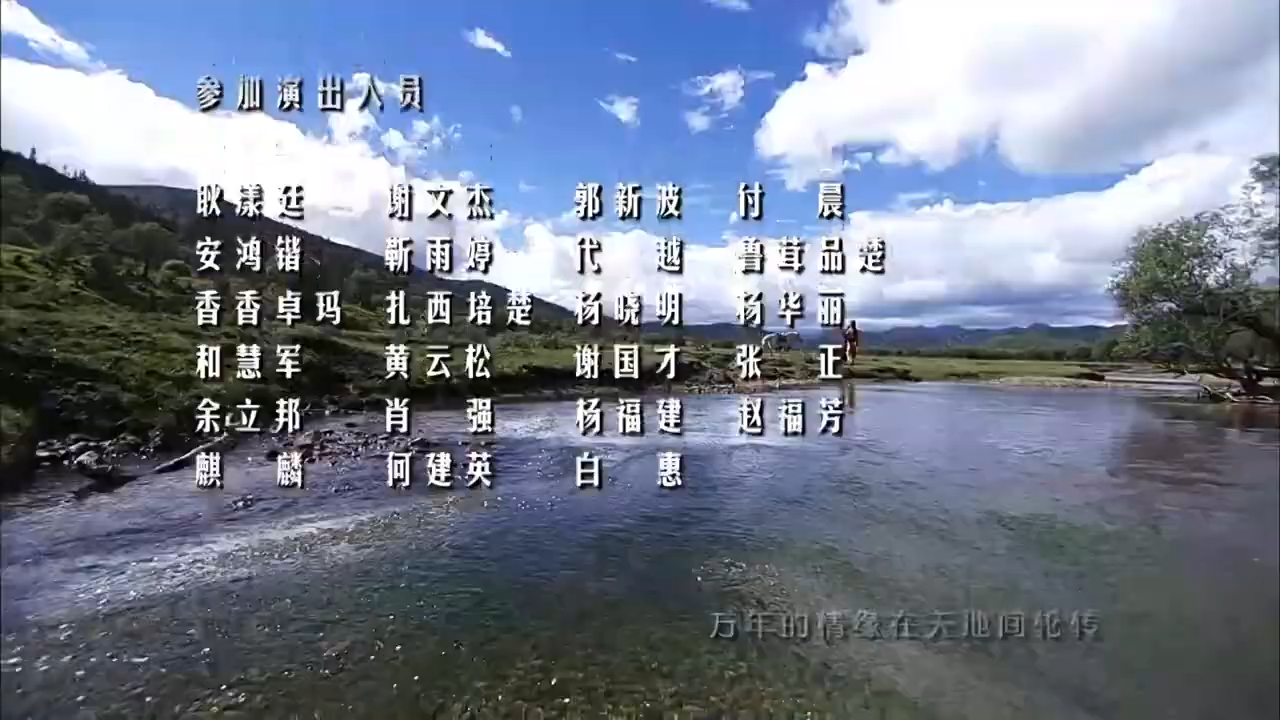 参加演出人员
耿漾廷 谢文杰 郭新波 付晨
安鸿锴 靳雨婷 代越 鲁茸品楚
香香卓玛 扎西培楚 杨晓明 杨华丽
和慧军 黄云松 谢国才 张正
余立邦 肖强 杨福建 赵福芳
麒麟 何建英 白惠
万年的情缘在天地间轮转